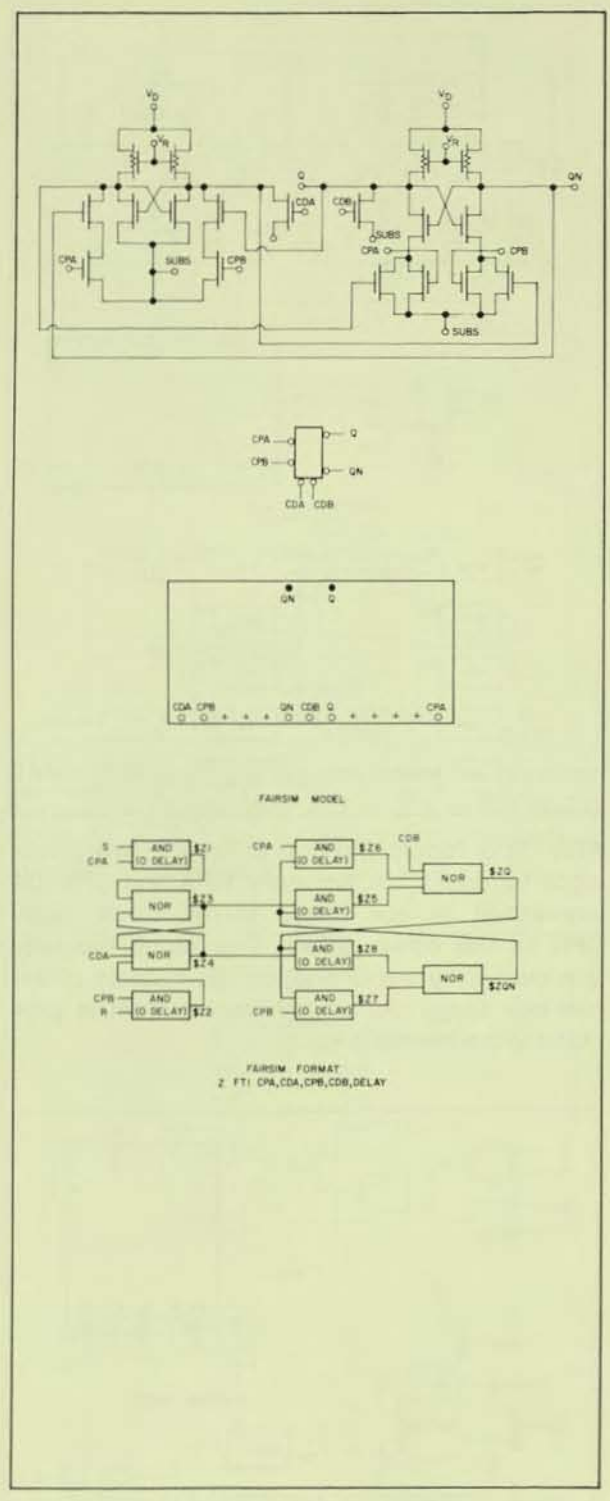 VD VD
VR VR
Q QN
CDA CDB
SUBS
CPA CPB
CPA SUBS CPB
SUBS
CPA Q
CPB QN
CDA CDB
QN Q
CDA CPB + + + QN CDB Q + + + + CPA
FAIRSIM MODEL
S AND $Z1 CPA AND $Z6 CDB
CPA (0 DELAY) (0 DELAY) NOR $ZQ
NOR $Z3 AND $Z5
(0 DELAY)
CDA NOR $Z4 AND $Z8
(0 DELAY) NOR $ZQN
CPB AND $Z2 AND $Z7
R (0 DELAY) CPB (0 DELAY)
FAIRSIM FORMAT
Z FT1 CPA,CDA,CPB,CDB,DELAY